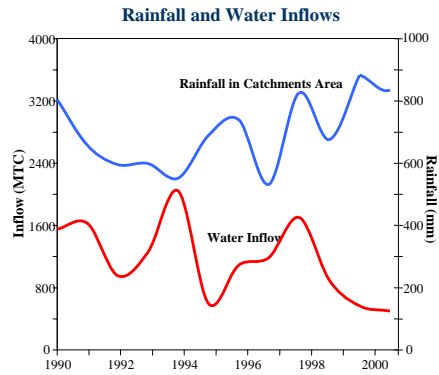 Rainfall and Water Inflows
4000
3200
2400
1600
800
0
Inflow (MTC)
1000
800
600
400
200
0
Rainfall (mm)
Rainfall in Catchments Area
Water Inflow
1990 1992 1994 1996 1998 2000